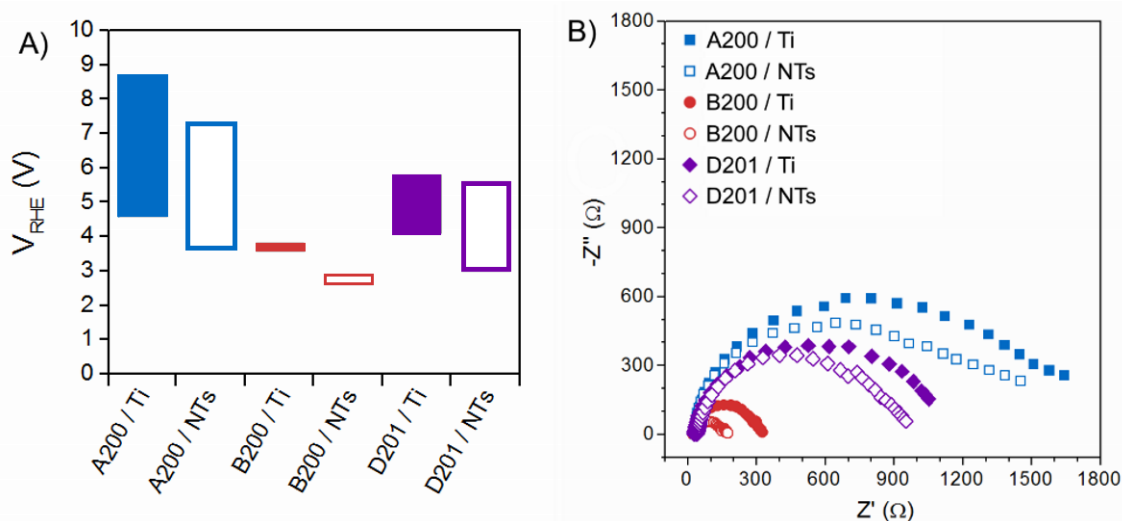 A)
10
9
8
7
6
5
4
3
2
1
0
V_RHE (V)
A200 / Ti
A200 / NTs
B200 / Ti
B200 / NTs
D201 / Ti
D201 / NTs
B)
1800
1500
1200
900
600
300
0
-Z'' (Ω)
A200 / Ti
A200 / NTs
B200 / Ti
B200 / NTs
D201 / Ti
D201 / NTs
0 300 600 900 1200 1500 1800
Z' (Ω)